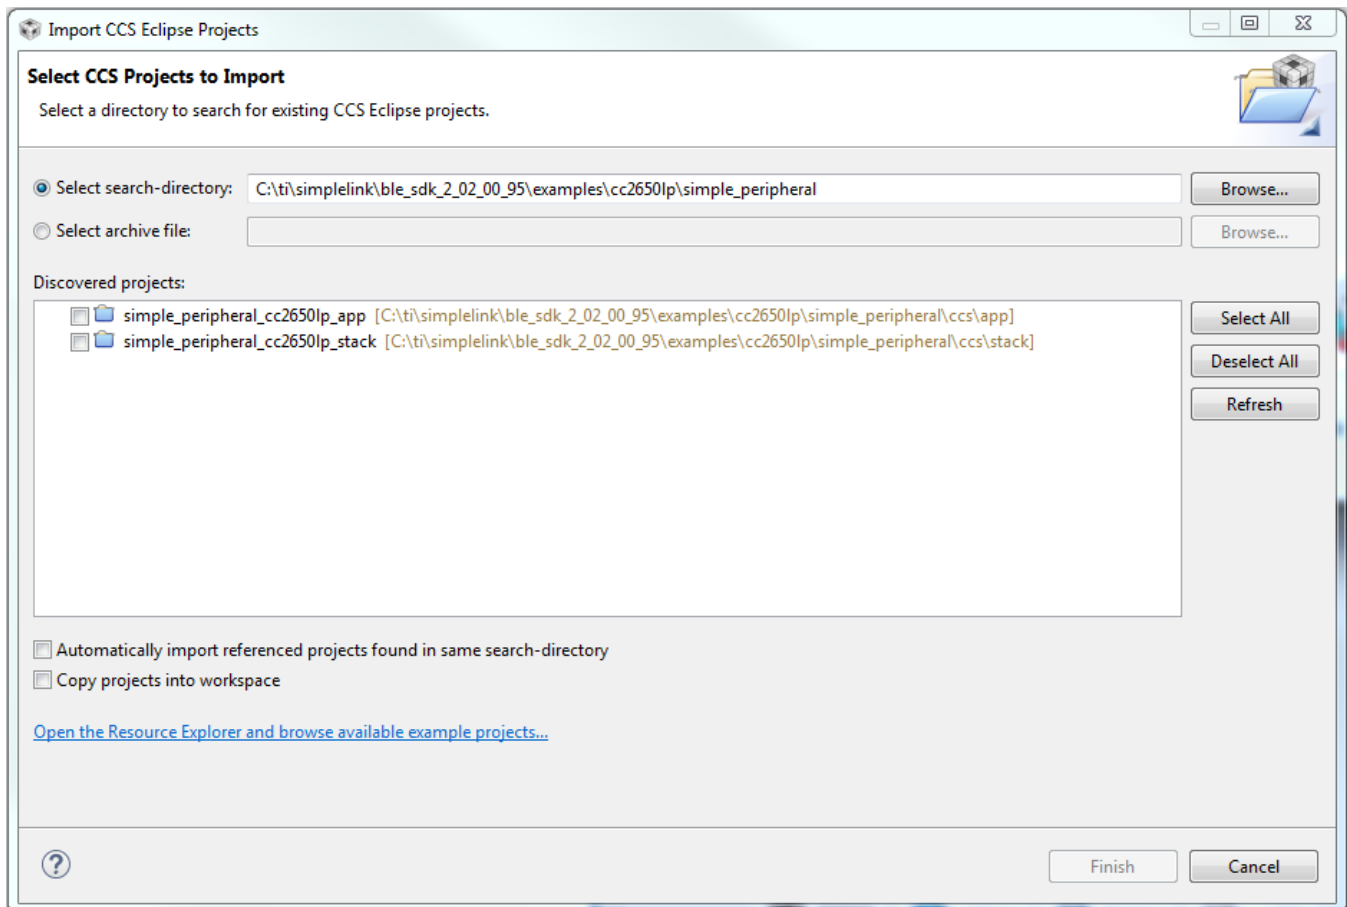 Import CCS Eclipse Projects
Select CCS Projects to Import
Select a directory to search for existing CCS Eclipse projects.
Select search-directory: C:\ti\simplelink\ble_sdk_2_02_00_95\examples\cc2650lp\simple_peripheral Browse...
Select archive file: Browse...
Discovered projects:
simple_peripheral_cc2650lp_app [C:\ti\simplelink\ble_sdk_2_02_00_95\examples\cc2650lp\simple_peripheral\ccs\app] Select All
simple_peripheral_cc2650lp_stack [C:\ti\simplelink\ble_sdk_2_02_00_95\examples\cc2650lp\simple_peripheral\ccs\stack]
Deselect All
Refresh
Automatically import referenced projects found in same search-directory
Copy projects into workspace
Open the Resource Explorer and browse available example projects...
? Finish Cancel